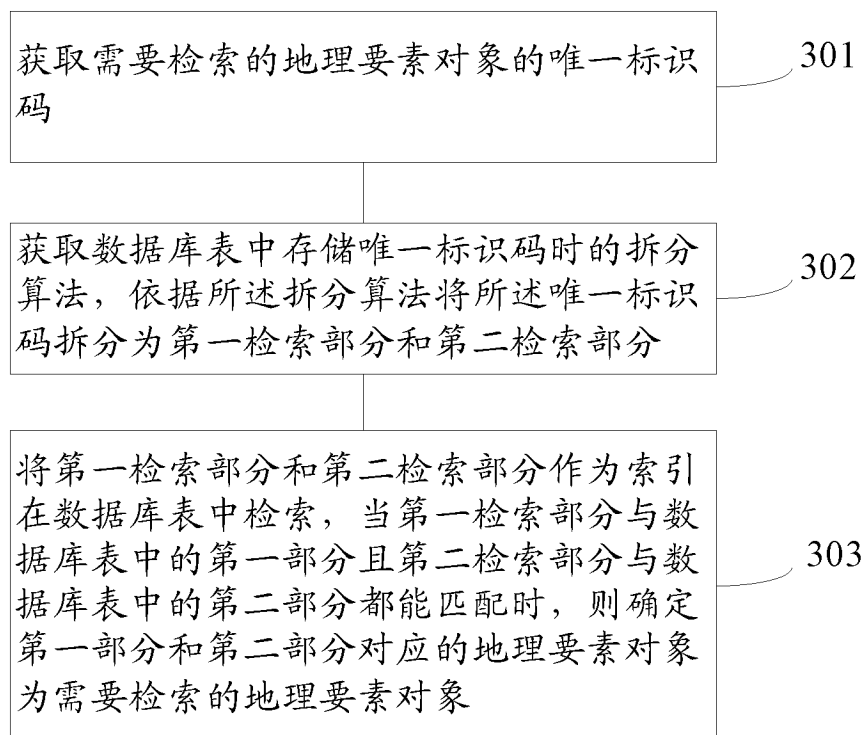 获取需要检索的地理要素对象的唯一标识
码
301
获取数据库表中存储唯一标识码时的拆分
算法，依据所述拆分算法将所述唯一标识
码拆分为第一检索部分和第二检索部分
302
将第一检索部分和第二检索部分作为索引
在数据库表中检索，当第一检索部分与数
据库表中的第一部分且第二检索部分与数
据库表中的第二部分都能匹配时，则确定
第一部分和第二部分对应的地理要素对象
为需要检索的地理要素对象
303